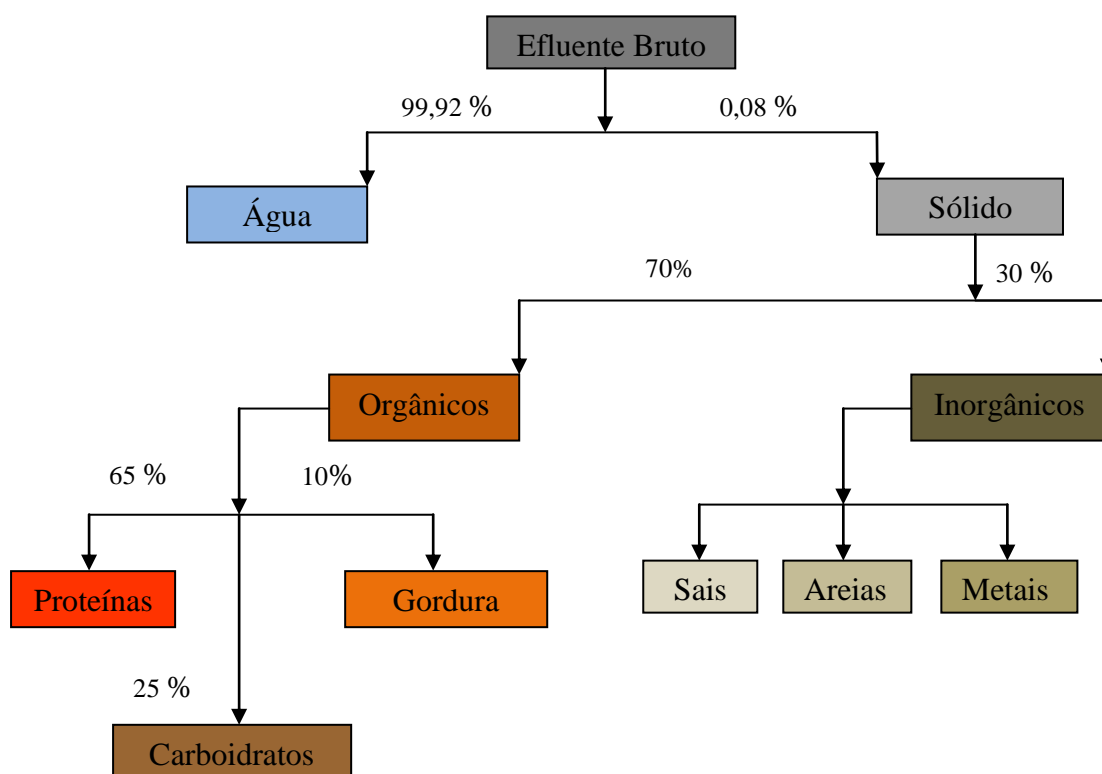 Efluente Bruto
99,92 %
0,08 %
Água
Sólido
70%
30 %
Orgânicos
Inorgânicos
65 %
10%
Proteínas
Gordura
Sais
Areias
Metais
25 %
Carboidratos